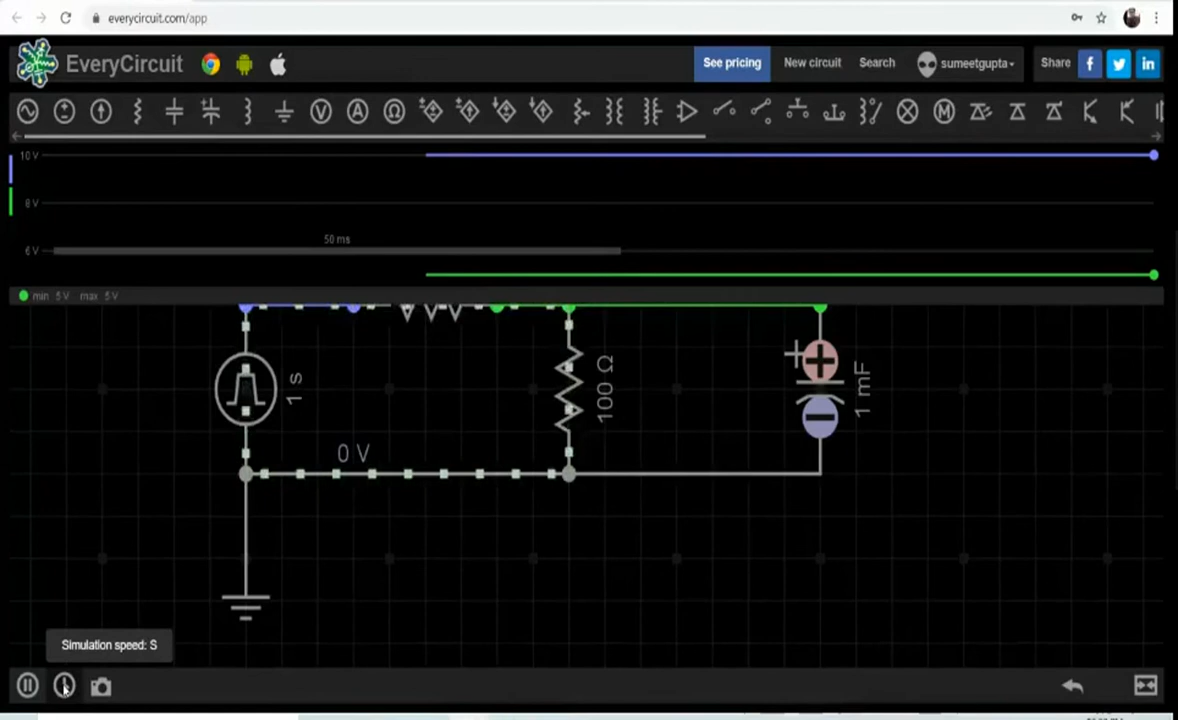 everycircuit.com/app
EveryCircuit
See pricing
New circuit
Search
sumeetgupta
Share
10 V
8 V
50 ms
6 V
min 5 V max 5 V
1 s
100 Ω
1 mF
0 V
Simulation speed: S